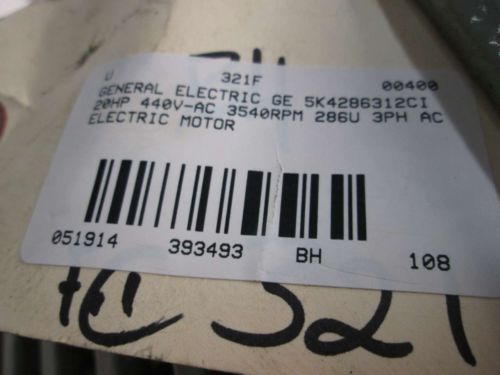 U 321F 00400
GENERAL ELECTRIC GE 5K4286312CI
20HP 440V-AC 3540RPM 286U 3PH AC
ELECTRIC MOTOR
051914 393493 BH 108
321